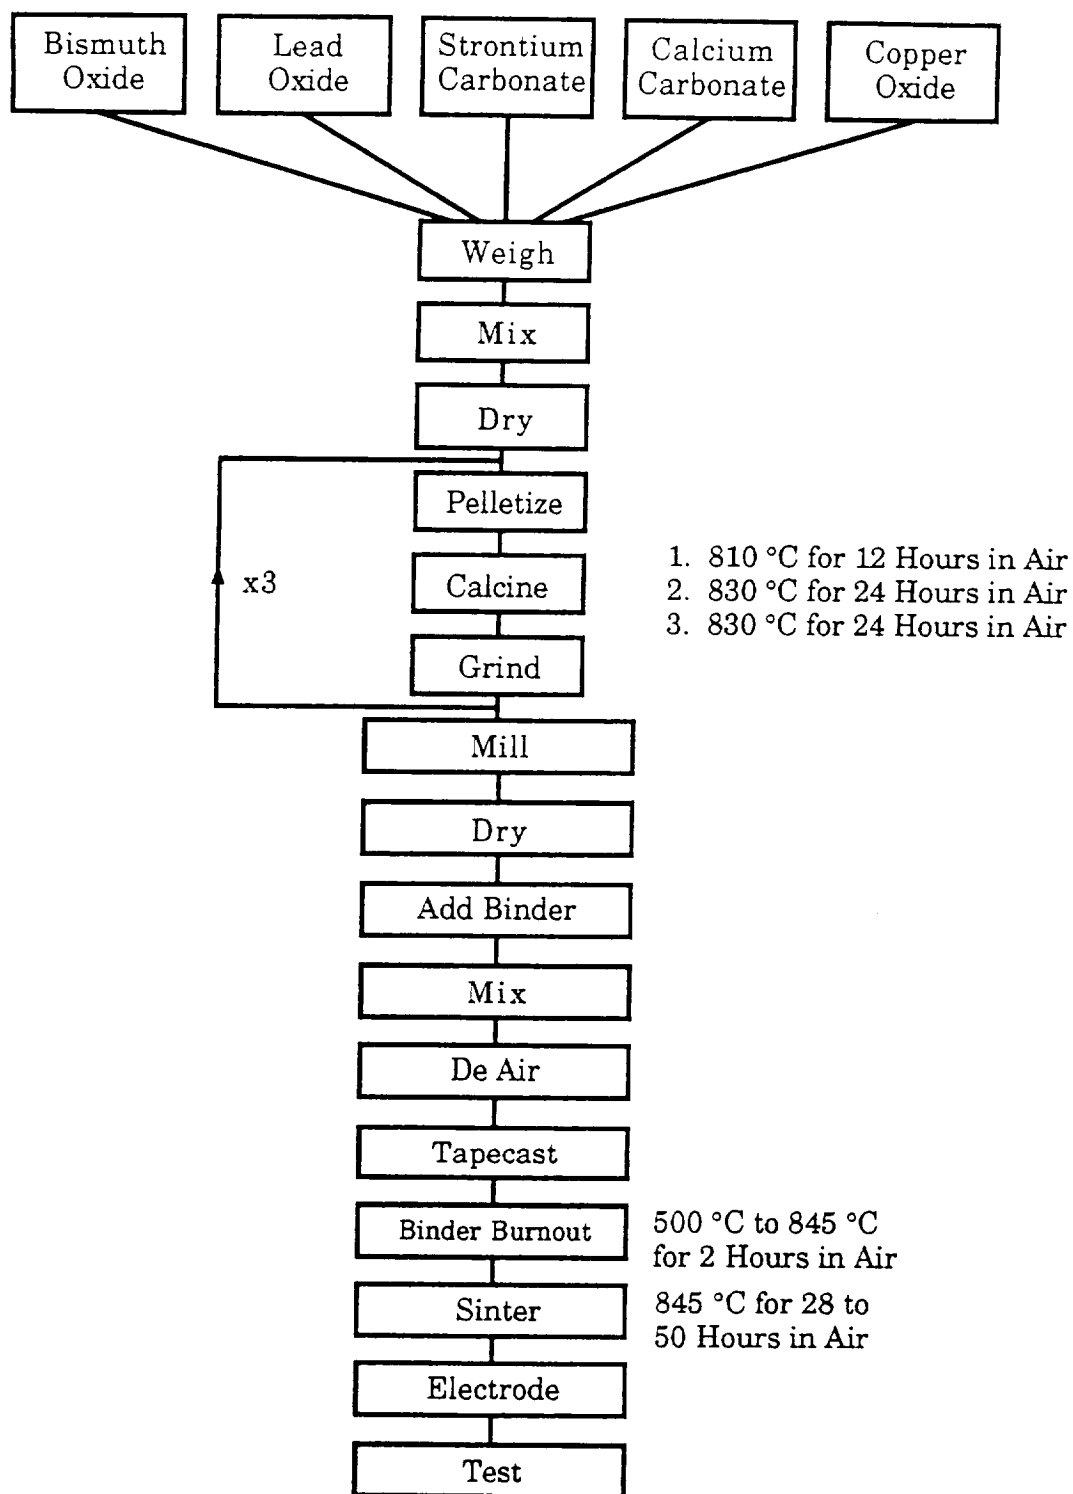 Bismuth
Oxide
Lead
Oxide
Strontium
Carbonate
Calcium
Carbonate
Copper
Oxide
Weigh
Mix
Dry
Pelletize
Calcine
Grind
x3
1. 810 °C for 12 Hours in Air
2. 830 °C for 24 Hours in Air
3. 830 °C for 24 Hours in Air
Mill
Dry
Add Binder
Mix
De Air
Tapecast
Binder Burnout
500 °C to 845 °C
for 2 Hours in Air
Sinter
845 °C for 28 to
50 Hours in Air
Electrode
Test